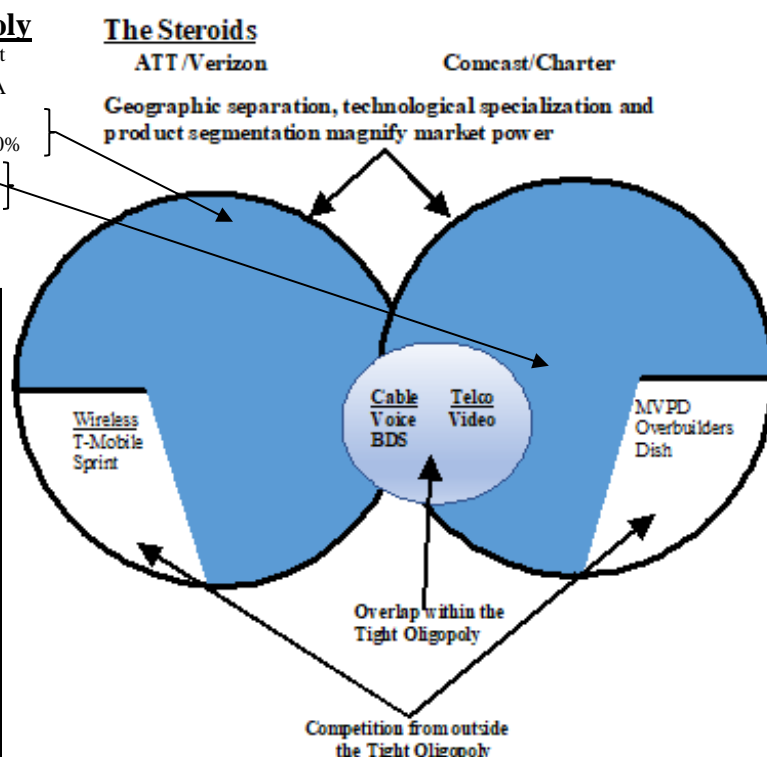 The Steroids
ATT/Verizon Comcast/Charter
Geographic separation, technological specialization and
product segmentation magnify market power
Cable Telco
Voice Video
BDS
Wireless
T-Mobile
Sprint
MVPD
Overbuilders
Dish
Overlap within the
Tight Oligopoly
Competition from outside
the Tight Oligopoly